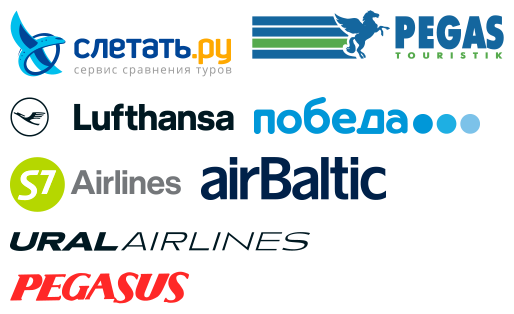 слетать.ру
сервис сравнения туров
PEGAS
TOURISTIK
Lufthansa
победа
S7 Airlines
airBaltic
URAL AIRLINES
PEGASUS